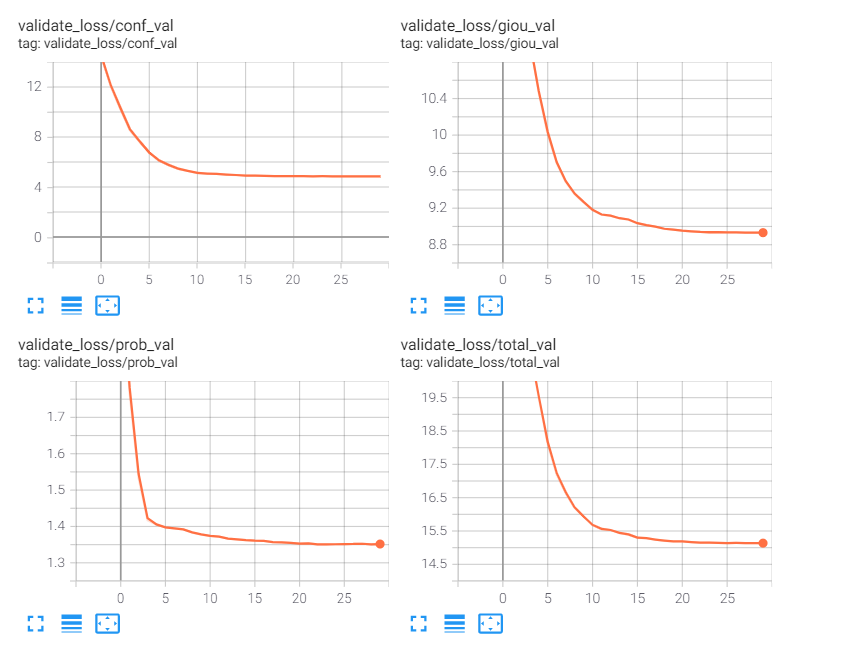 validate_loss/conf_val
tag: validate_loss/conf_val
12
8
4
0
0 5 10 15 20 25
validate_loss/giou_val
tag: validate_loss/giou_val
10.4
10
9.6
9.2
8.8
0 5 10 15 20 25
validate_loss/prob_val
tag: validate_loss/prob_val
1.7
1.6
1.5
1.4
1.3
0 5 10 15 20 25
validate_loss/total_val
tag: validate_loss/total_val
19.5
18.5
17.5
16.5
15.5
14.5
0 5 10 15 20 25